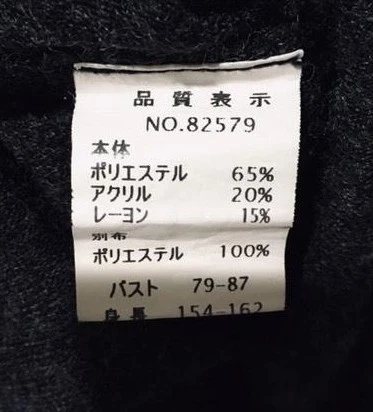 品質表示
NO.82579
本体
ポリエステル 65%
アクリル 20%
レーヨン 15%
別布
ポリエステル 100%
バスト 79-87
身長 154-162